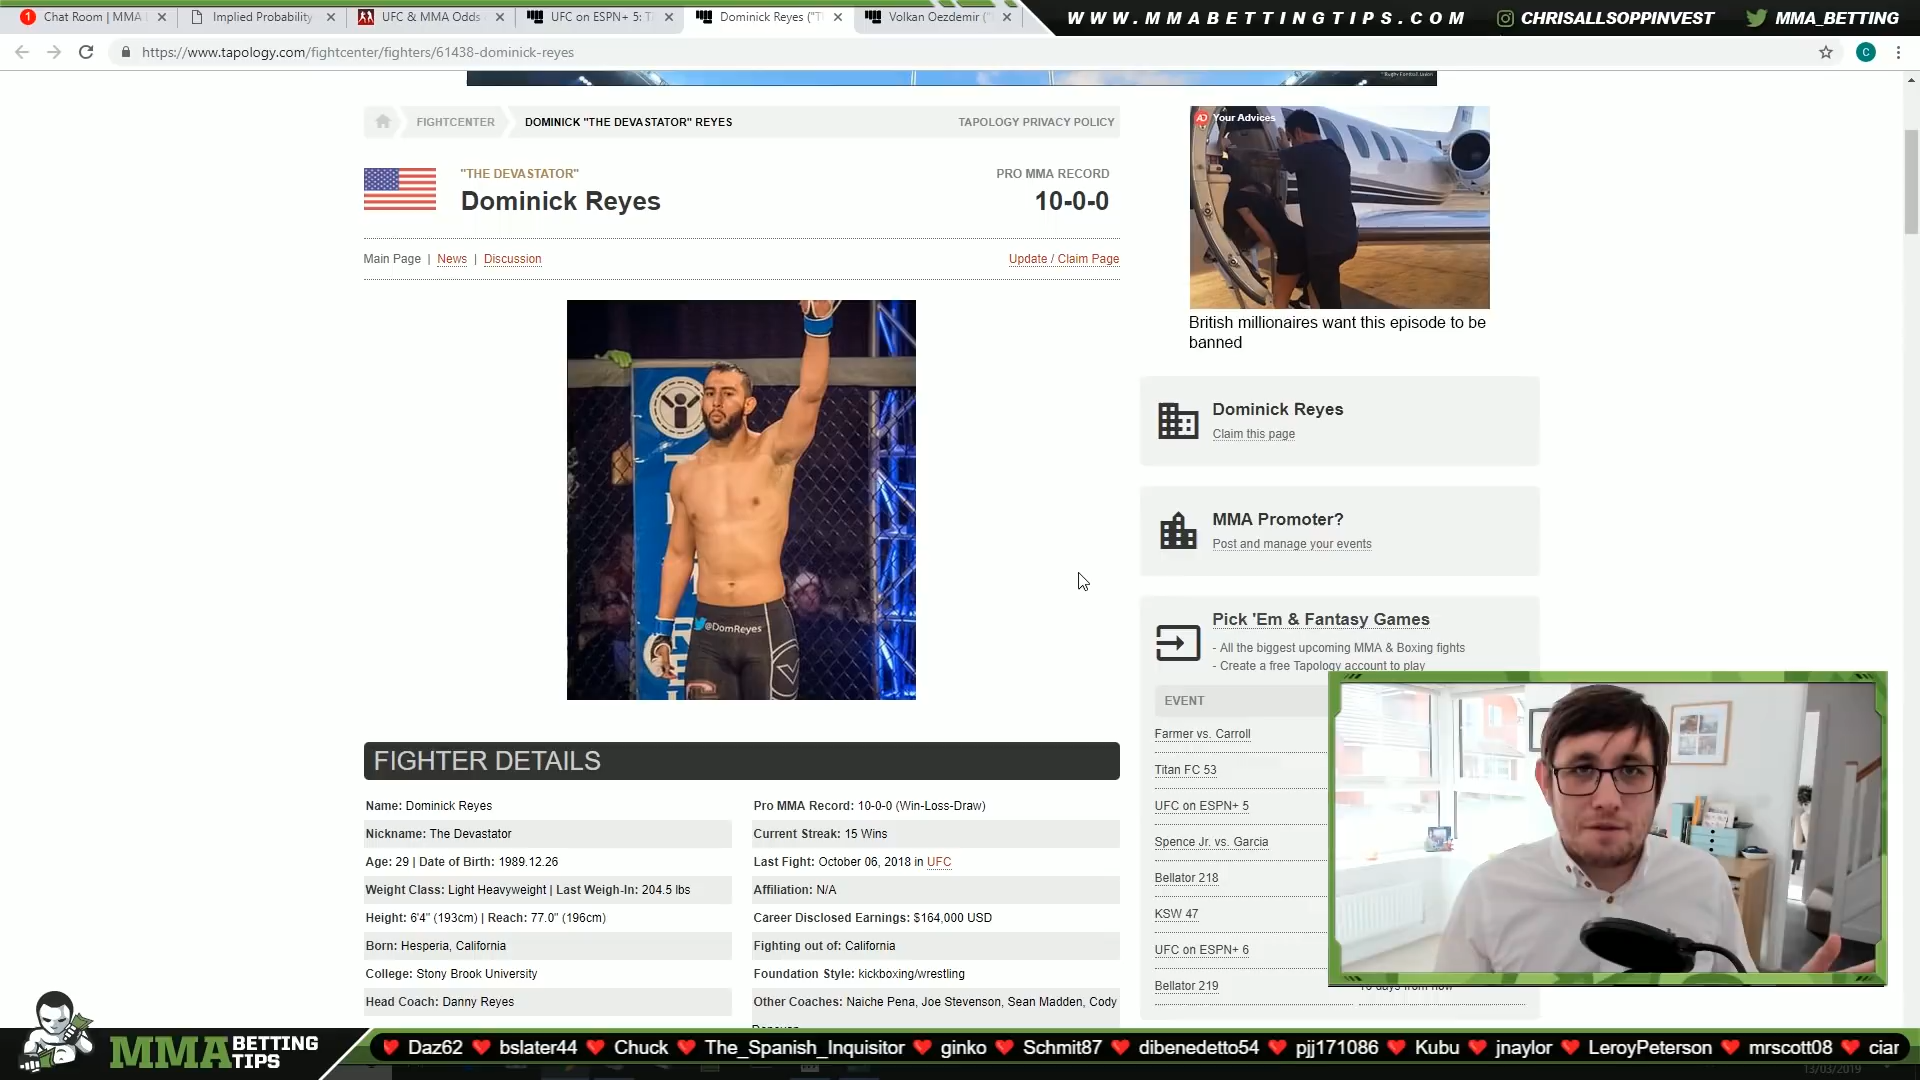 1 Chat Room | MMA
Implied Probability
UFC & MMA Odds
UFC on ESPN+ 5: T
Dominick Reyes ("T
Volkan Oezdemir ("
WWW.MMABETTINGTIPS.COM
CHRISALLSOPPINVEST
MMA_BETTING
https://www.tapology.com/fightcenter/fighters/61438-dominick-reyes
C
FIGHTCENTER
DOMINICK "THE DEVASTATOR" REYES
TAPOLOGY PRIVACY POLICY
"THE DEVASTATOR"
Dominick Reyes
PRO MMA RECORD
10-0-0
Main Page | News | Discussion
Update / Claim Page
@DomReyes
Your Advices
British millionaires want this episode to be
banned
Dominick Reyes
Claim this page
MMA Promoter?
Post and manage your events
Pick 'Em & Fantasy Games
- All the biggest upcoming MMA & Boxing fights
- Create a free Tapology account to play
EVENT
Farmer vs. Carroll
Titan FC 53
UFC on ESPN+ 5
Spence Jr. vs. Garcia
Bellator 218
KSW 47
UFC on ESPN+ 6
Bellator 219
FIGHTER DETAILS
Name: Dominick Reyes
Pro MMA Record: 10-0-0 (Win-Loss-Draw)
Nickname: The Devastator
Current Streak: 15 Wins
Age: 29 | Date of Birth: 1989.12.26
Last Fight: October 06, 2018 in UFC
Weight Class: Light Heavyweight | Last Weigh-In: 204.5 lbs
Affiliation: N/A
Height: 6'4" (193cm) | Reach: 77.0" (196cm)
Career Disclosed Earnings: $164,000 USD
Born: Hesperia, California
Fighting out of: California
College: Stony Brook University
Foundation Style: kickboxing/wrestling
Head Coach: Danny Reyes
Other Coaches: Naiche Pena, Joe Stevenson, Sean Madden, Cody
MMA BETTING TIPS
Daz62 bslater44 Chuck The_Spanish_Inquisitor ginko Schmit87 dibenedetto54 pjj171086 Kubu jnaylor LeroyPeterson mrscott08 ciar
13/03/2019